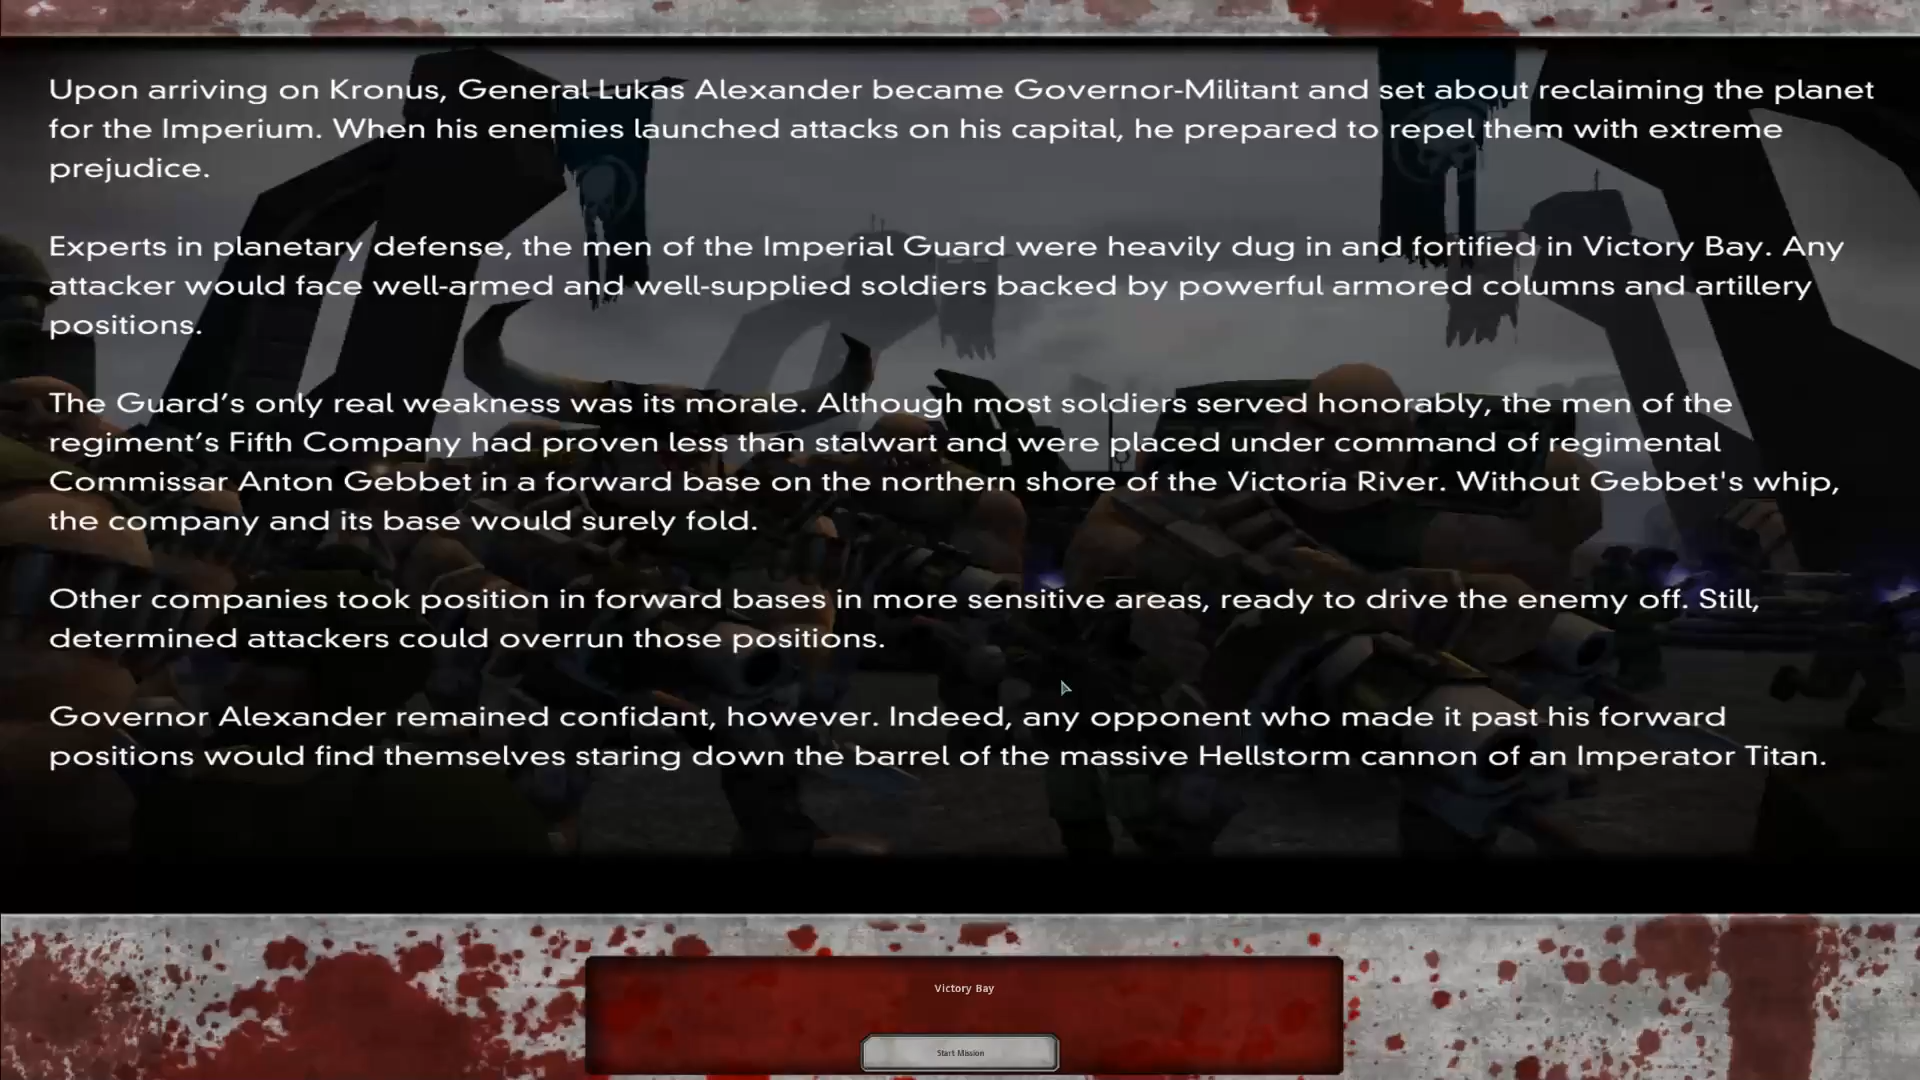 Upon arriving on Kronus, General Lukas Alexander became Governor-Militant and set about reclaiming the planet
for the Imperium. When his enemies launched attacks on his capital, he prepared to repel them with extreme
prejudice.
Experts in planetary defense, the men of the Imperial Guard were heavily dug in and fortified in Victory Bay. Any
attacker would face well-armed and well-supplied soldiers backed by powerful armored columns and artillery
positions.
The Guard’s only real weakness was its morale. Although most soldiers served honorably, the men of the
regiment’s Fifth Company had proven less than stalwart and were placed under command of regimental
Commissar Anton Gebbet in a forward base on the northern shore of the Victoria River. Without Gebbet's whip,
the company and its base would surely fold.
Other companies took position in forward bases in more sensitive areas, ready to drive the enemy off. Still,
determined attackers could overrun those positions.
Governor Alexander remained confidant, however. Indeed, any opponent who made it past his forward
positions would find themselves staring down the barrel of the massive Hellstorm cannon of an Imperator Titan.
Victory Bay
Start Mission